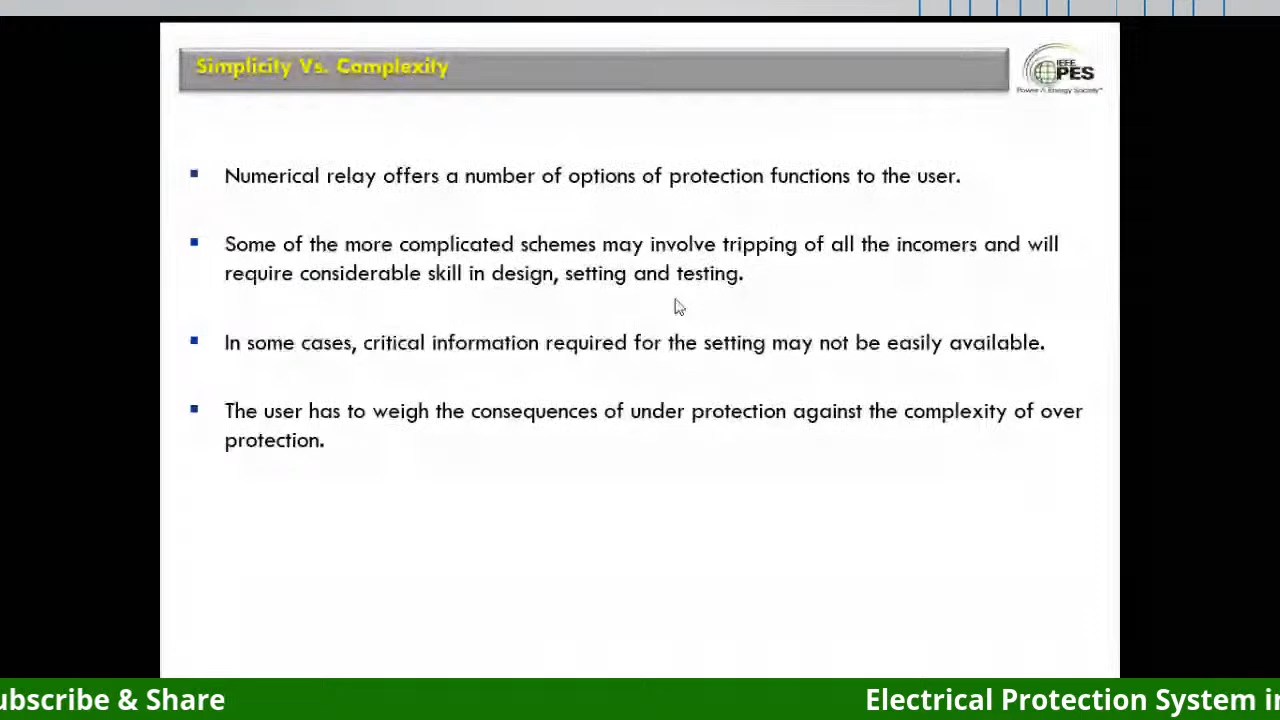 Simplicity Vs. Complexity
IEEE
PES
Power & Energy Society™
Numerical relay offers a number of options of protection functions to the user.
Some of the more complicated schemes may involve tripping of all the incomers and will
require considerable skill in design, setting and testing.
In some cases, critical information required for the setting may not be easily available.
The user has to weigh the consequences of under protection against the complexity of over
protection.
ubscribe & Share
Electrical Protection System in